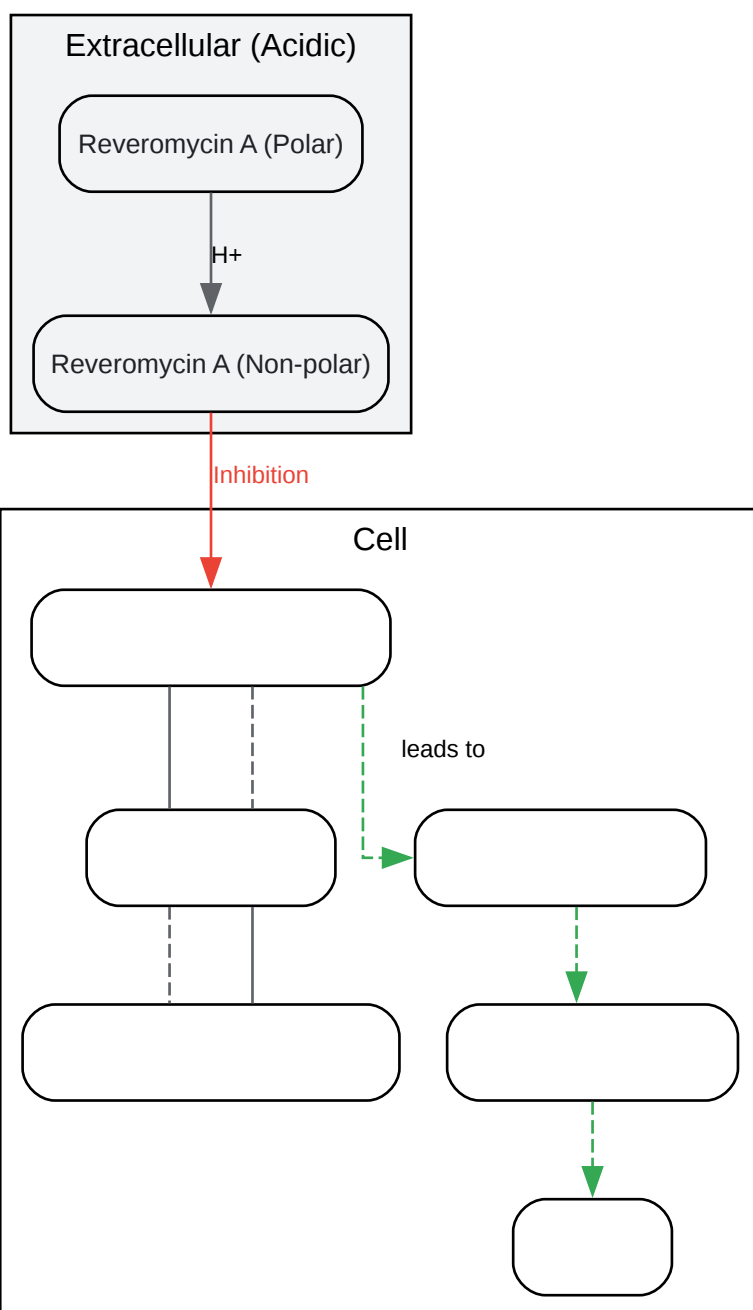 Extracellular (Acidic)
Reveromycin A (Polar)
H+
Reveromycin A (Non-polar)
Inhibition
Cell
leads to